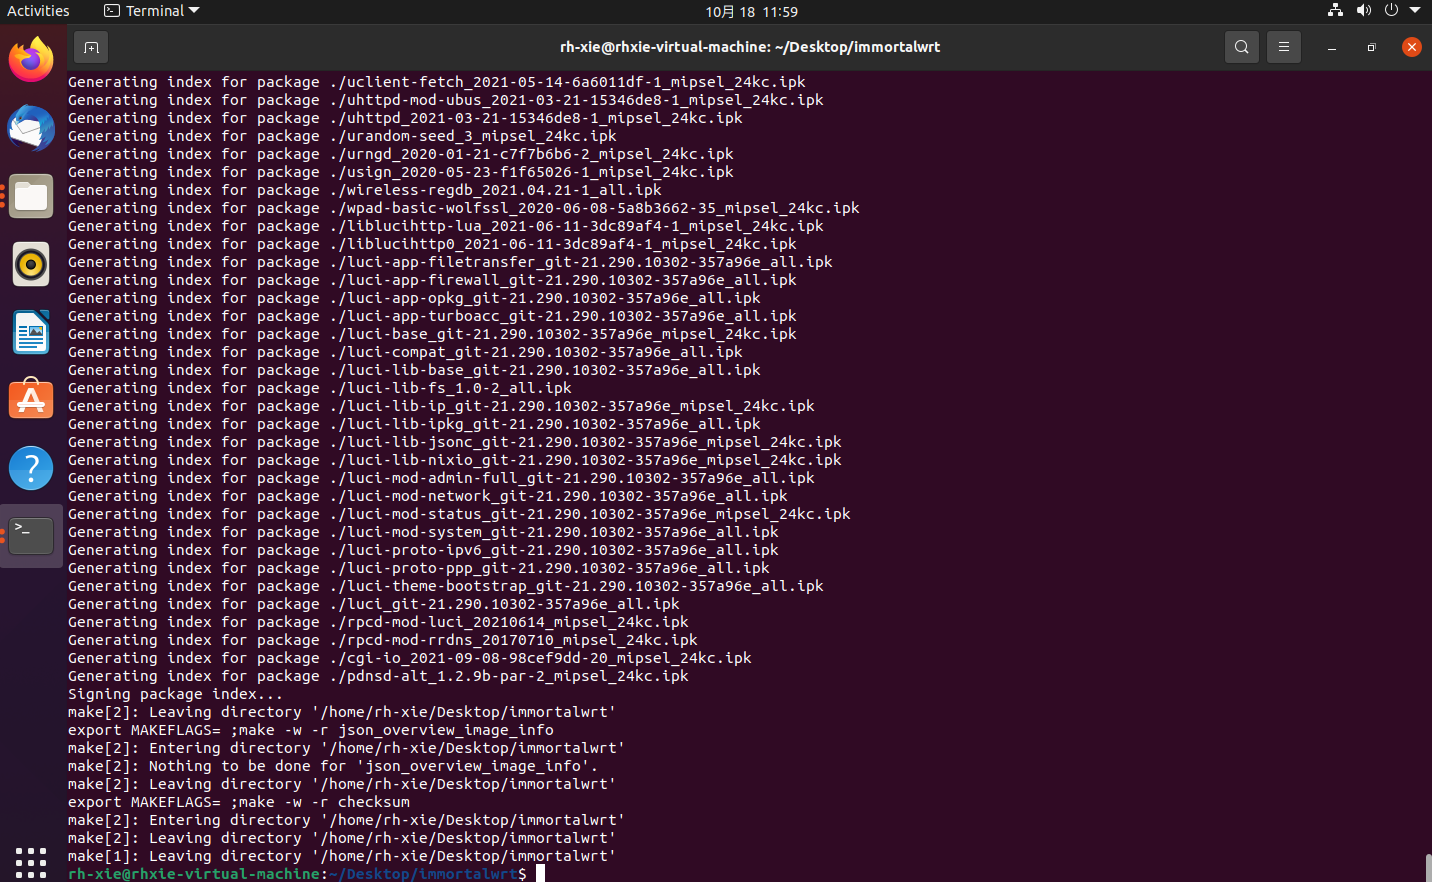 Activities
Terminal
10月 18 11:59
rh-xie@rhxie-virtual-machine: ~/Desktop/immortalwrt
Generating index for package ./uclient-fetch_2021-05-14-6a6011df-1_mipsel_24kc.ipk
Generating index for package ./uhttpd-mod-ubus_2021-03-21-15346de8-1_mipsel_24kc.ipk
Generating index for package ./uhttpd_2021-03-21-15346de8-1_mipsel_24kc.ipk
Generating index for package ./urandom-seed_3_mipsel_24kc.ipk
Generating index for package ./urngd_2020-01-21-c7f7b6b6-2_mipsel_24kc.ipk
Generating index for package ./usign_2020-05-23-f1f65026-1_mipsel_24kc.ipk
Generating index for package ./wireless-regdb_2021.04.21-1_all.ipk
Generating index for package ./wpad-basic-wolfssl_2020-06-08-5a8b3662-35_mipsel_24kc.ipk
Generating index for package ./liblucihttp-lua_2021-06-11-3dc89af4-1_mipsel_24kc.ipk
Generating index for package ./liblucihttp0_2021-06-11-3dc89af4-1_mipsel_24kc.ipk
Generating index for package ./luci-app-filetransfer_git-21.290.10302-357a96e_all.ipk
Generating index for package ./luci-app-firewall_git-21.290.10302-357a96e_all.ipk
Generating index for package ./luci-app-opkg_git-21.290.10302-357a96e_all.ipk
Generating index for package ./luci-app-turboacc_git-21.290.10302-357a96e_all.ipk
Generating index for package ./luci-base_git-21.290.10302-357a96e_mipsel_24kc.ipk
Generating index for package ./luci-compat_git-21.290.10302-357a96e_all.ipk
Generating index for package ./luci-lib-base_git-21.290.10302-357a96e_all.ipk
Generating index for package ./luci-lib-fs_1.0-2_all.ipk
Generating index for package ./luci-lib-ip_git-21.290.10302-357a96e_mipsel_24kc.ipk
Generating index for package ./luci-lib-ipkg_git-21.290.10302-357a96e_all.ipk
Generating index for package ./luci-lib-jsonc_git-21.290.10302-357a96e_mipsel_24kc.ipk
Generating index for package ./luci-lib-nixio_git-21.290.10302-357a96e_mipsel_24kc.ipk
Generating index for package ./luci-mod-admin-full_git-21.290.10302-357a96e_all.ipk
Generating index for package ./luci-mod-network_git-21.290.10302-357a96e_all.ipk
Generating index for package ./luci-mod-status_git-21.290.10302-357a96e_mipsel_24kc.ipk
Generating index for package ./luci-mod-system_git-21.290.10302-357a96e_all.ipk
Generating index for package ./luci-proto-ipv6_git-21.290.10302-357a96e_all.ipk
Generating index for package ./luci-proto-ppp_git-21.290.10302-357a96e_all.ipk
Generating index for package ./luci-theme-bootstrap_git-21.290.10302-357a96e_all.ipk
Generating index for package ./luci_git-21.290.10302-357a96e_all.ipk
Generating index for package ./rpcd-mod-luci_20210614_mipsel_24kc.ipk
Generating index for package ./rpcd-mod-rrdns_20170710_mipsel_24kc.ipk
Generating index for package ./cgi-io_2021-09-08-98cef9dd-20_mipsel_24kc.ipk
Generating index for package ./pdnsd-alt_1.2.9b-par-2_mipsel_24kc.ipk
Signing package index...
make[2]: Leaving directory '/home/rh-xie/Desktop/immortalwrt'
export MAKEFLAGS= ;make -w -r json_overview_image_info
make[2]: Entering directory '/home/rh-xie/Desktop/immortalwrt'
make[2]: Nothing to be done for 'json_overview_image_info'.
make[2]: Leaving directory '/home/rh-xie/Desktop/immortalwrt'
export MAKEFLAGS= ;make -w -r checksum
make[2]: Entering directory '/home/rh-xie/Desktop/immortalwrt'
make[2]: Leaving directory '/home/rh-xie/Desktop/immortalwrt'
make[1]: Leaving directory '/home/rh-xie/Desktop/immortalwrt'
rh-xie@rhxie-virtual-machine:~/Desktop/immortalwrt$